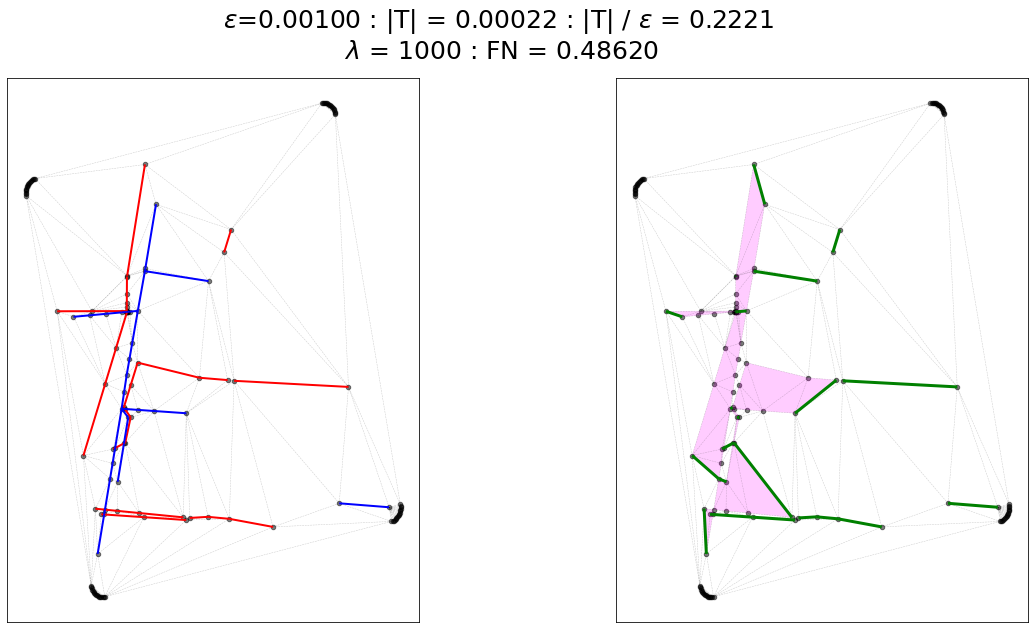 ε=0.00100 : |T| = 0.00022 : |T| / ε = 0.2221
λ = 1000 : FN = 0.48620